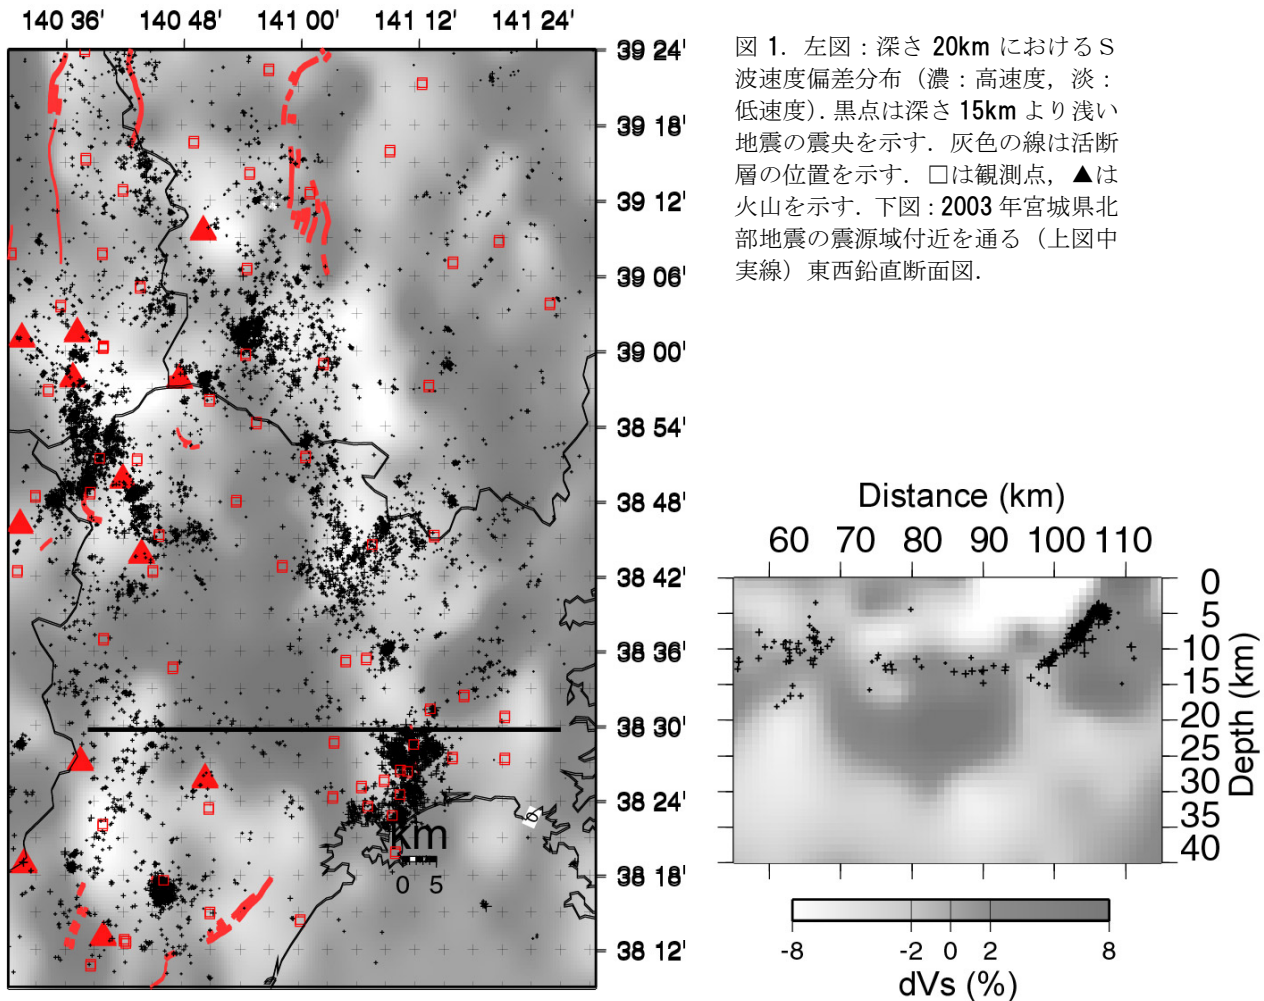 140 36' 140 48' 141 00' 141 12' 141 24'
39 24'
39 18'
39 12'
39 06'
39 00'
38 54'
38 48'
38 42'
38 36'
38 30'
38 24'
38 18'
38 12'
km
0 5
図 1. 左図:深さ 20km におけるS
波速度偏差分布(濃:高速度,淡:
低速度).黒点は深さ 15km より浅い
地震の震央を示す.灰色の線は活断
層の位置を示す.□は観測点,▲は
火山を示す.下図:2003 年宮城県北
部地震の震源域付近を通る(上図中
実線)東西鉛直断面図.
Distance (km)
60 70 80 90 100 110
0
5
10
15
20
25
30
35
40
Depth (km)
-8 -2 0 2 8
dVs (%)